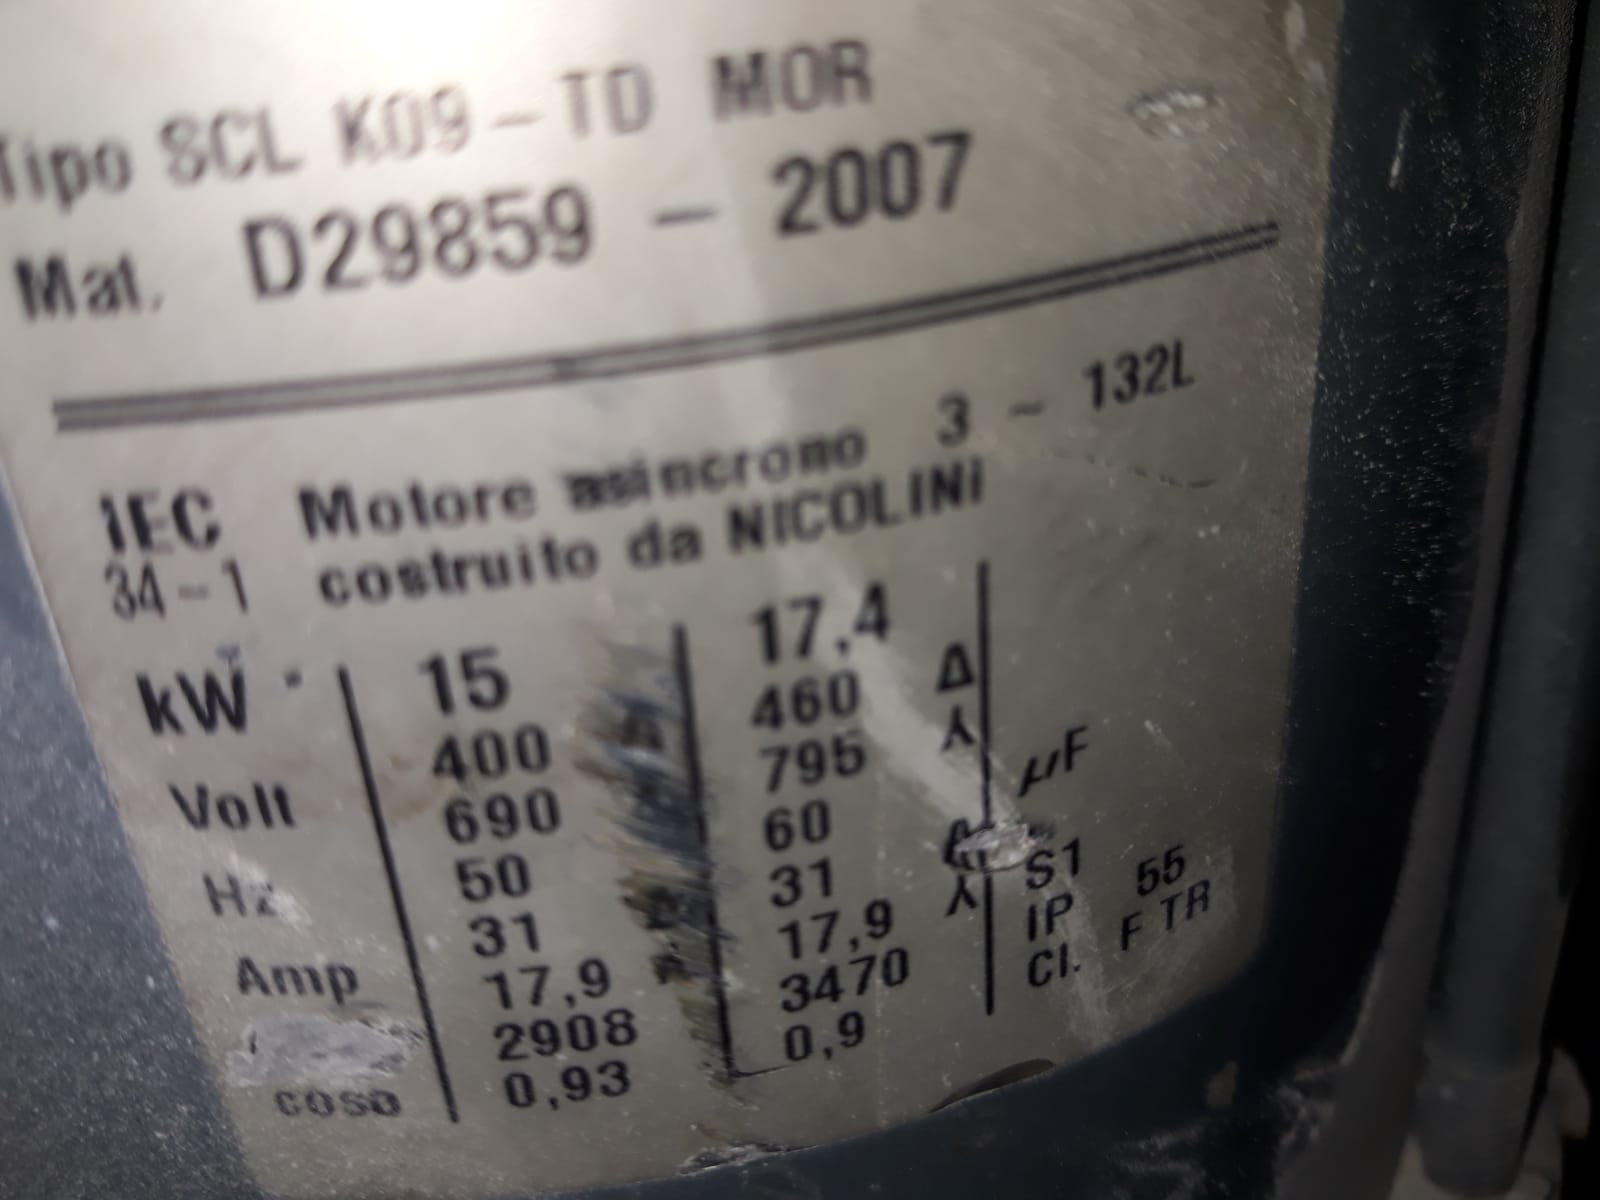 Tipo SCL K09-TD MOR
Mat. D29859 - 2007
IEC Motore asincrono 3 ~ 132L
34-1 costruito da NICOLINI
kW 15 17,4
Volt 400 460 Δ
690 795 ⅄ µF
Hz 50 60 S1
Amp 31 31 Δ IP 55
17,9 17,9 ⅄ Cl. F TR
2908 3470
cosø 0,93 0,9